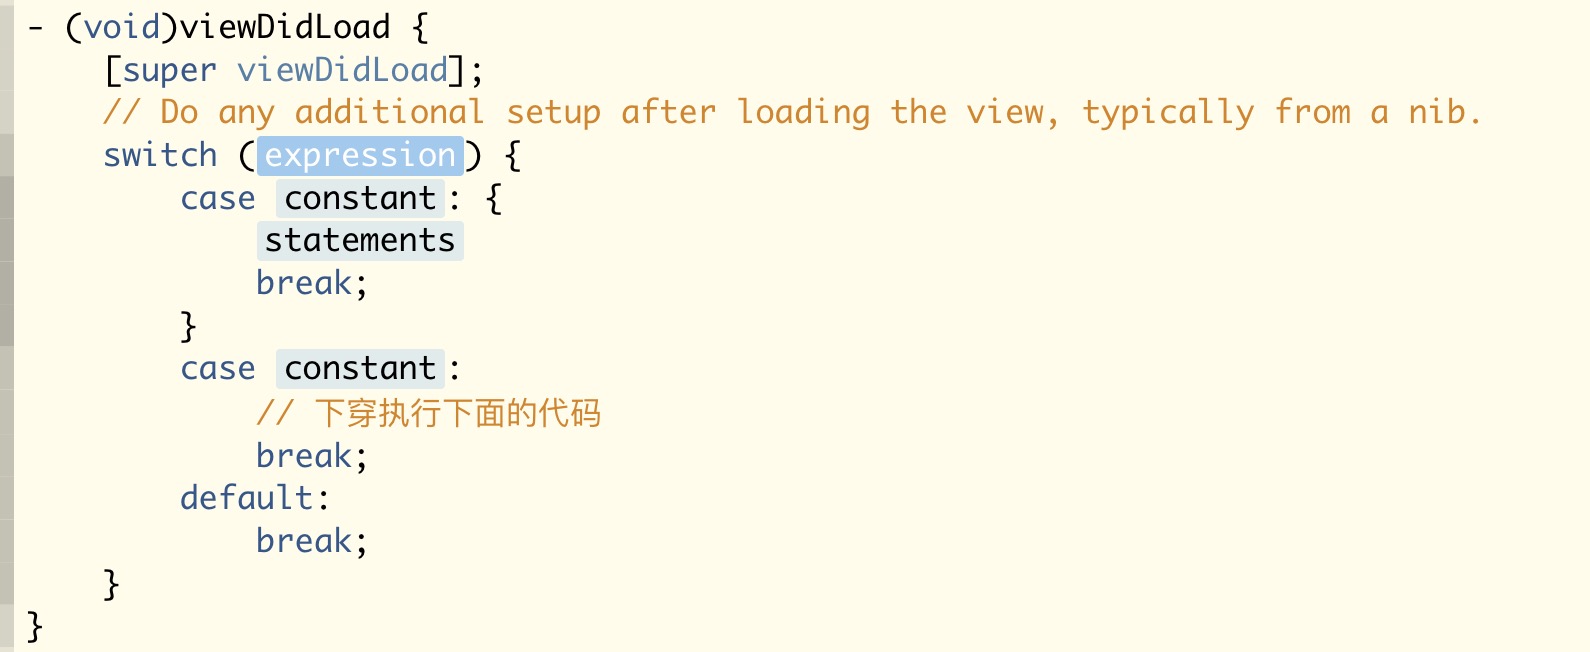 - (void)viewDidLoad {
[super viewDidLoad];
// Do any additional setup after loading the view, typically from a nib.
switch (expression) {
case constant: {
statements
break;
}
case constant:
// 下穿执行下面的代码
break;
default:
break;
}
}